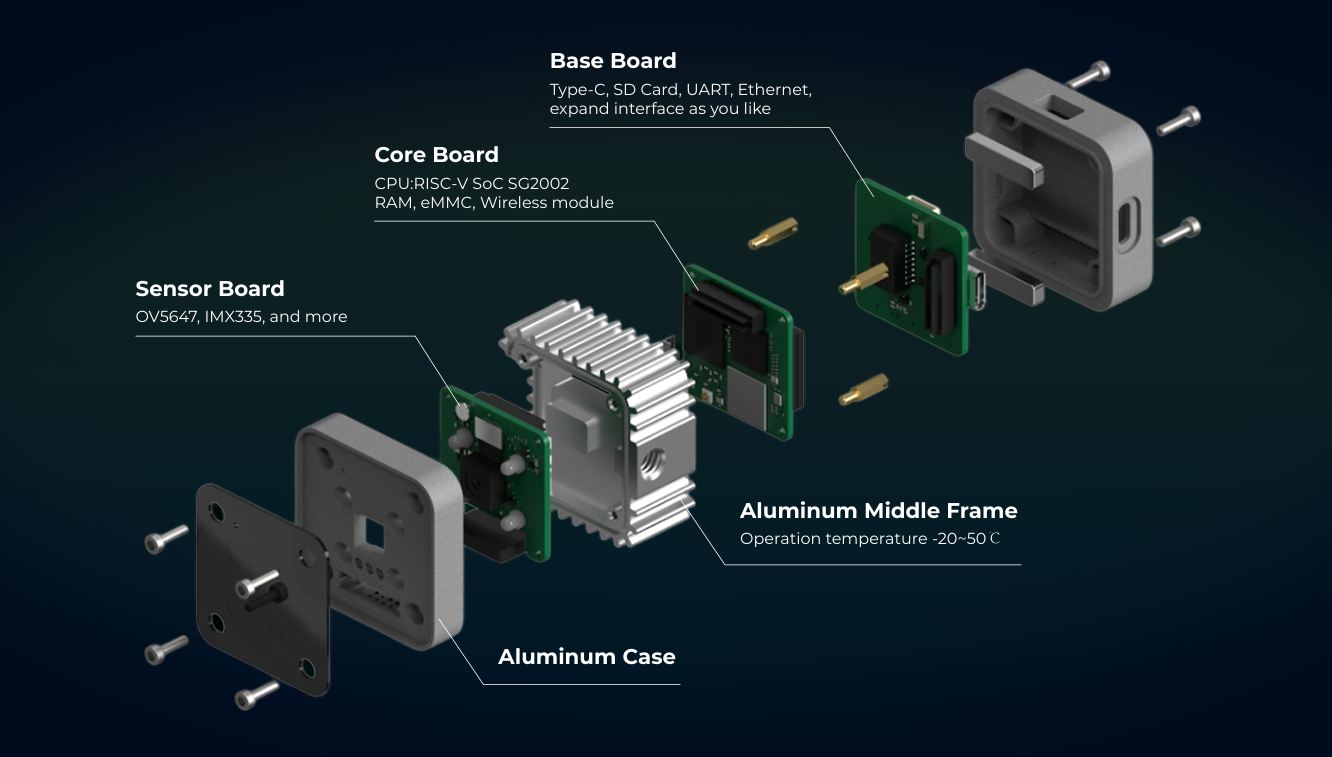 Base Board
Type-C, SD Card, UART, Ethernet,
expand interface as you like
Core Board
CPU:RISC-V SoC SG2002
RAM, eMMC, Wireless module
Sensor Board
OV5647, IMX335, and more
Aluminum Middle Frame
Operation temperature -20~50℃
Aluminum Case